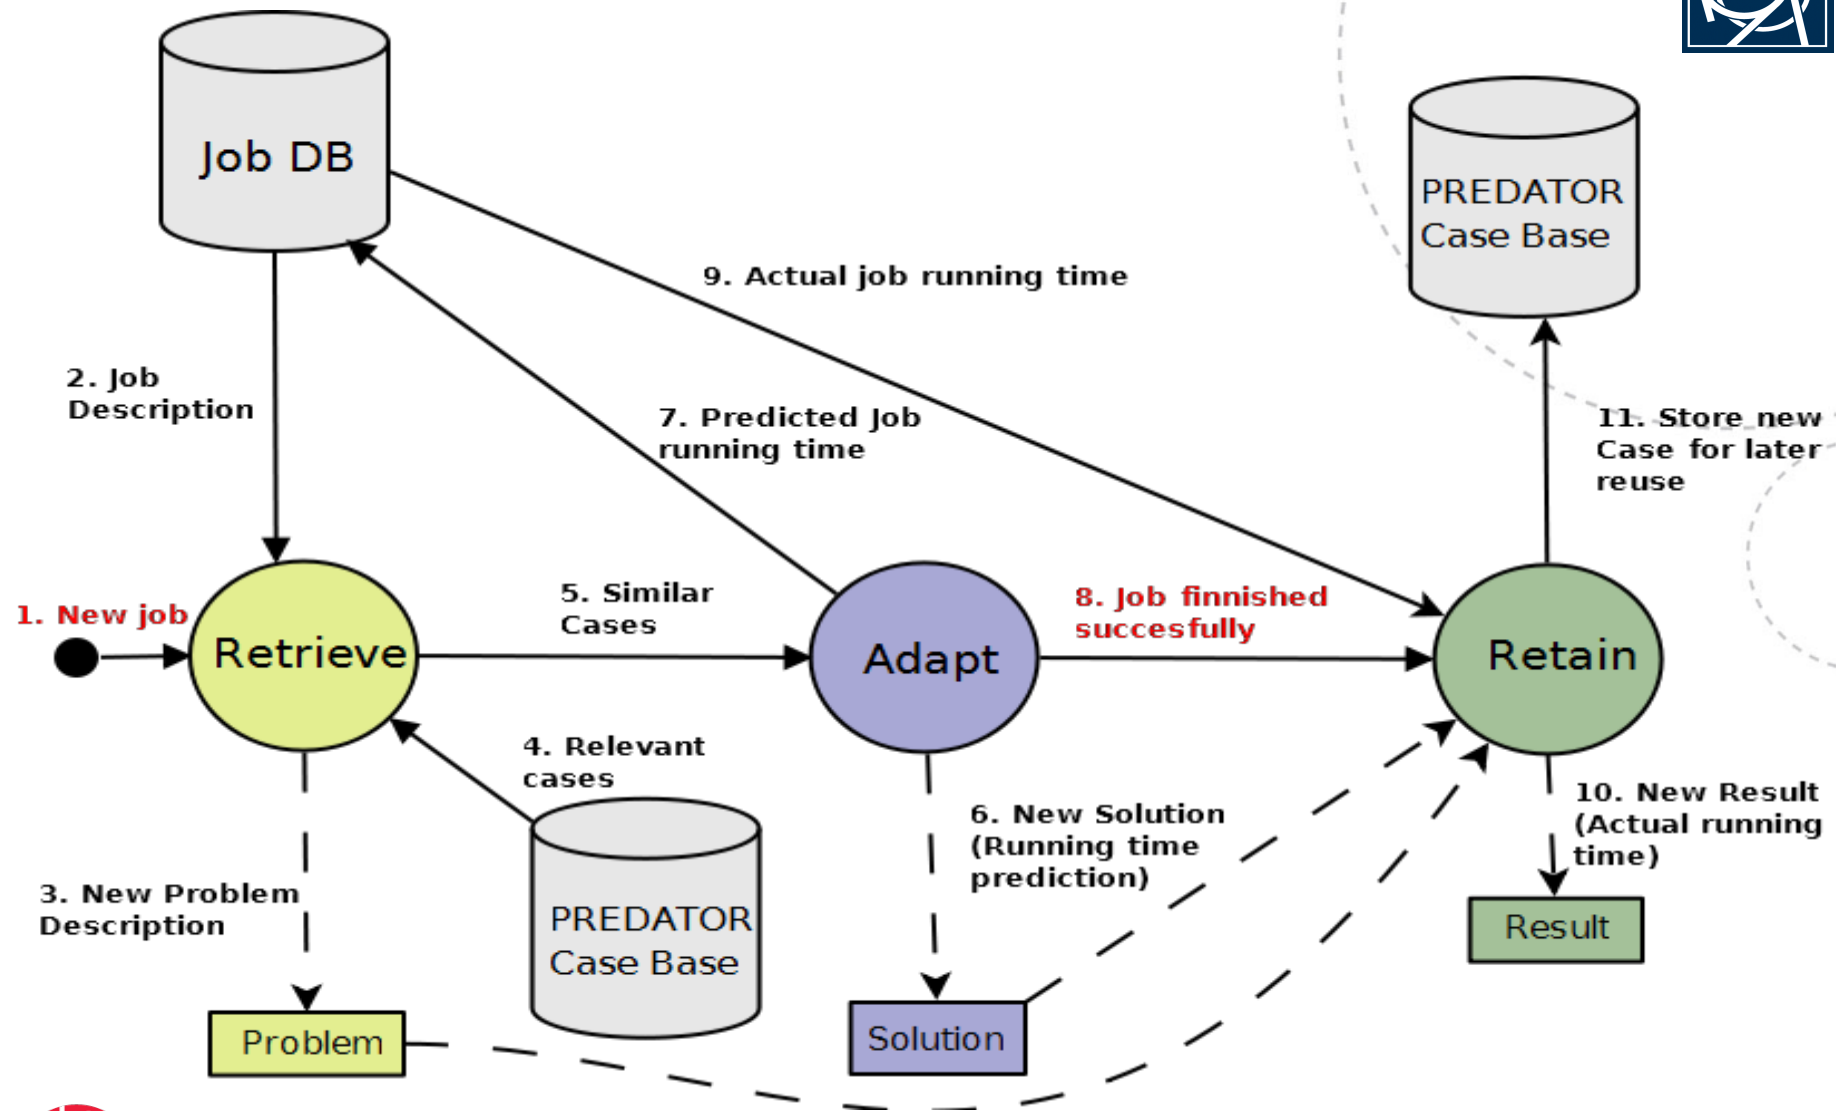 Job DB
PREDATOR
Case Base
9. Actual job running time
2. Job
Description
7. Predicted Job
running time
11. Store new
Case for later
reuse
1. New job
5. Similar
Cases
8. Job finnished
succesfully
Retrieve
Adapt
Retain
4. Relevant
cases
6. New Solution
(Running time
prediction)
10. New Result
(Actual running
time)
3. New Problem
Description
PREDATOR
Case Base
Result
Problem
Solution